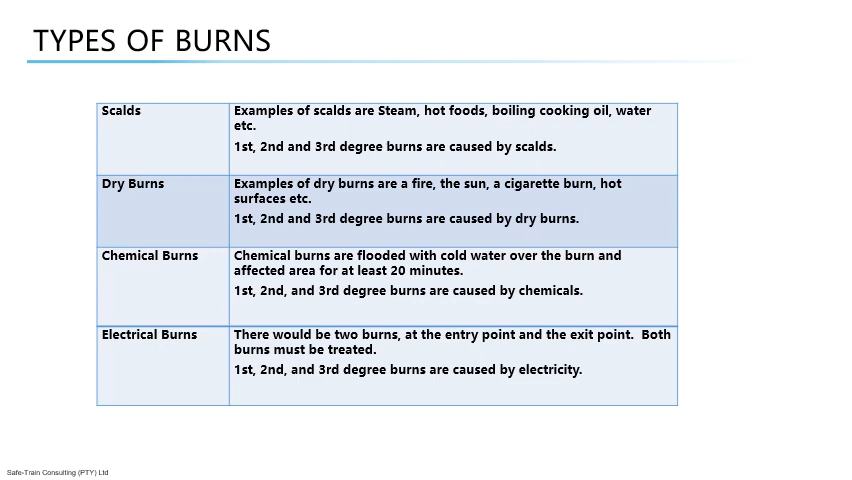 TYPES OF BURNS
Scalds
Examples of scalds are Steam, hot foods, boiling cooking oil, water
etc.
1st, 2nd and 3rd degree burns are caused by scalds.
Dry Burns
Examples of dry burns are a fire, the sun, a cigarette burn, hot
surfaces etc.
1st, 2nd and 3rd degree burns are caused by dry burns.
Chemical Burns
Chemical burns are flooded with cold water over the burn and
affected area for at least 20 minutes.
1st, 2nd, and 3rd degree burns are caused by chemicals.
Electrical Burns
There would be two burns, at the entry point and the exit point.  Both
burns must be treated.
1st, 2nd, and 3rd degree burns are caused by electricity.
Safe-Train Consulting (PTY) Ltd